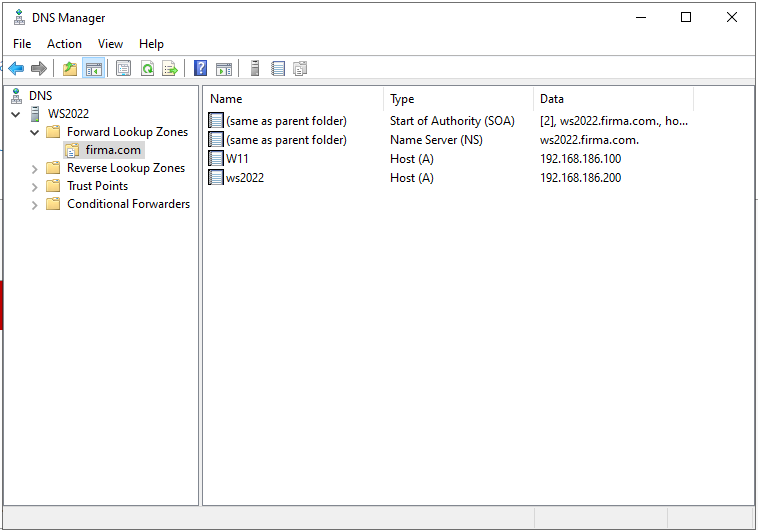 DNS Manager
File Action View Help
DNS
WS2022
Forward Lookup Zones
firma.com
Reverse Lookup Zones
Trust Points
Conditional Forwarders
Name Type Data
(same as parent folder) Start of Authority (SOA) [2], ws2022.firma.com., ho...
(same as parent folder) Name Server (NS) ws2022.firma.com.
W11 Host (A) 192.168.186.100
ws2022 Host (A) 192.168.186.200